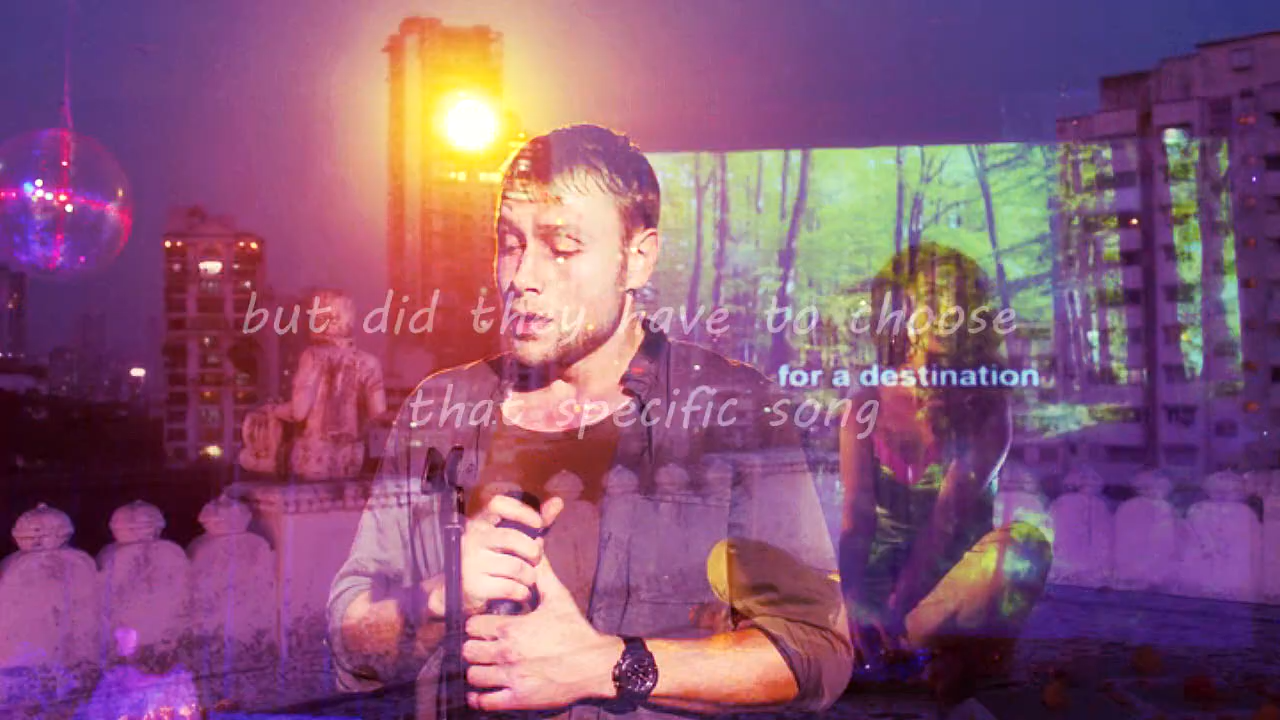 but did they have to choose
for a destination
that specific song